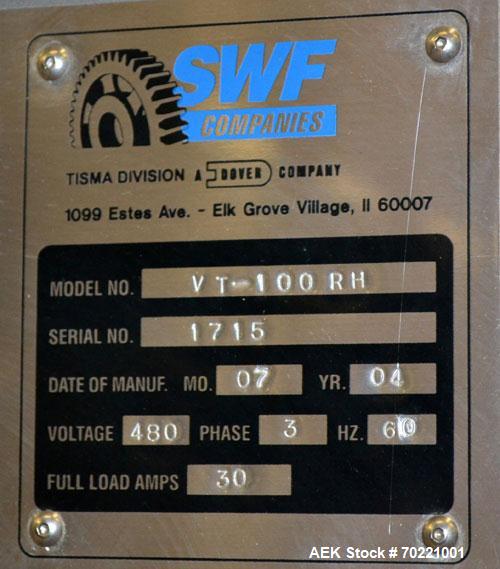 SWF
COMPANIES
TISMA DIVISION A DOVER COMPANY
1099 Estes Ave. - Elk Grove Village, Il 60007
MODEL NO. VT-100 RH
SERIAL NO. 1715
DATE OF MANUF. MO. 07 YR. 04
VOLTAGE 480 PHASE 3 HZ. 60
FULL LOAD AMPS 30
AEK Stock # 70221001